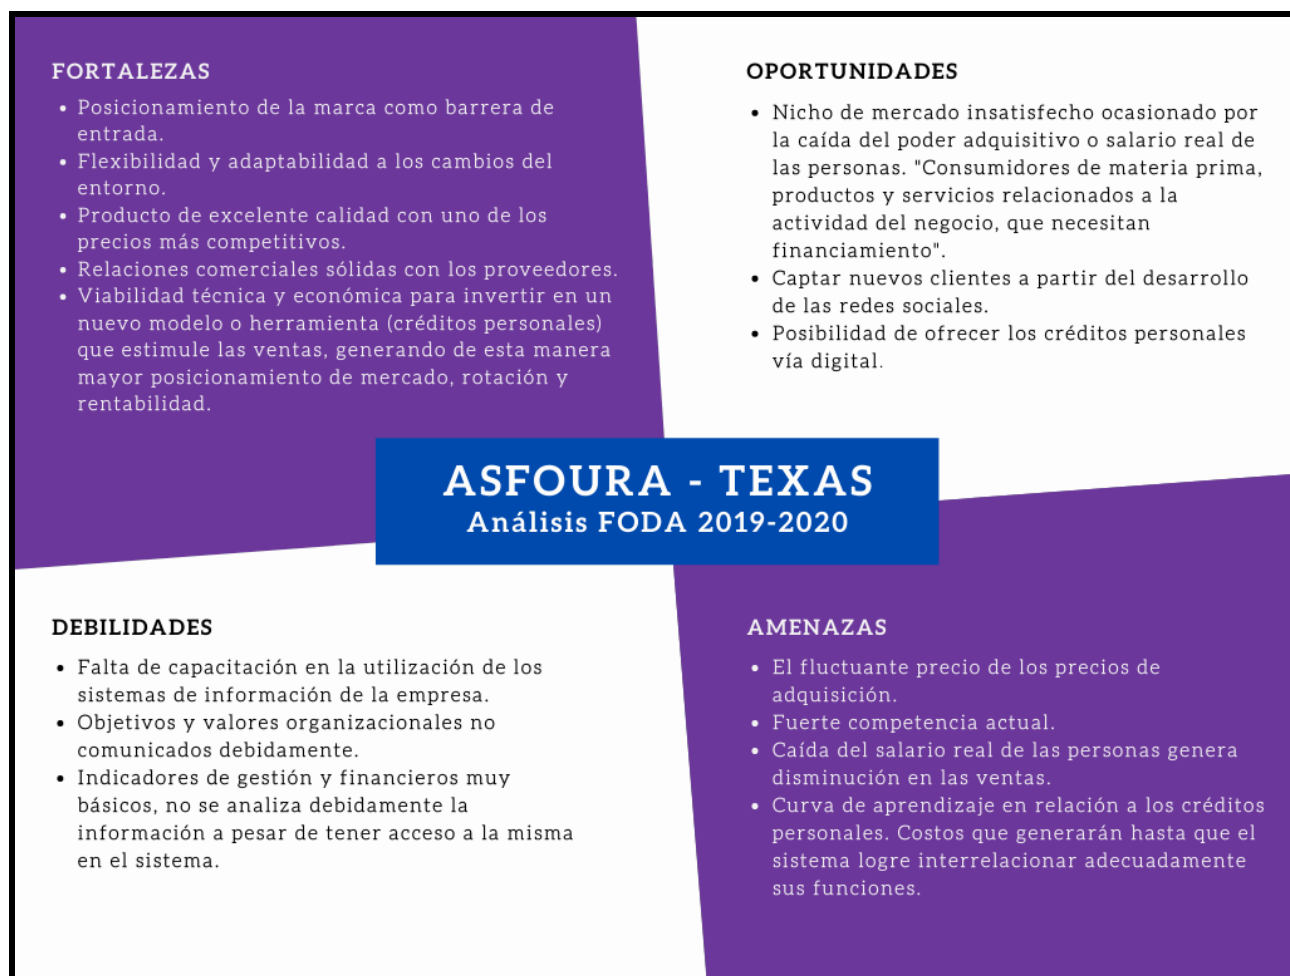 FORTALEZAS
• Posicionamiento de la marca como barrera de
entrada.
• Flexibilidad y adaptabilidad a los cambios del
entorno.
• Producto de excelente calidad con uno de los
precios más competitivos.
• Relaciones comerciales sólidas con los proveedores.
• Viabilidad técnica y económica para invertir en un
nuevo modelo o herramienta (créditos personales)
que estimule las ventas, generando de esta manera
mayor posicionamiento de mercado, rotación y
rentabilidad.
OPORTUNIDADES
• Nicho de mercado insatisfecho ocasionado por
la caída del poder adquisitivo o salario real de
las personas. "Consumidores de materia prima,
productos y servicios relacionados a la
actividad del negocio, que necesitan
financiamiento".
• Captar nuevos clientes a partir del desarrollo
de las redes sociales.
• Posibilidad de ofrecer los créditos personales
vía digital.
ASFOURA - TEXAS
Análisis FODA 2019-2020
DEBILIDADES
• Falta de capacitación en la utilización de los
sistemas de información de la empresa.
• Objetivos y valores organizacionales no
comunicados debidamente.
• Indicadores de gestión y financieros muy
básicos, no se analiza debidamente la
información a pesar de tener acceso a la misma
en el sistema.
AMENAZAS
• El fluctuante precio de los precios de
adquisición.
• Fuerte competencia actual.
• Caída del salario real de las personas genera
disminución en las ventas.
• Curva de aprendizaje en relación a los créditos
personales. Costos que generarán hasta que el
sistema logre interrelacionar adecuadamente
sus funciones.